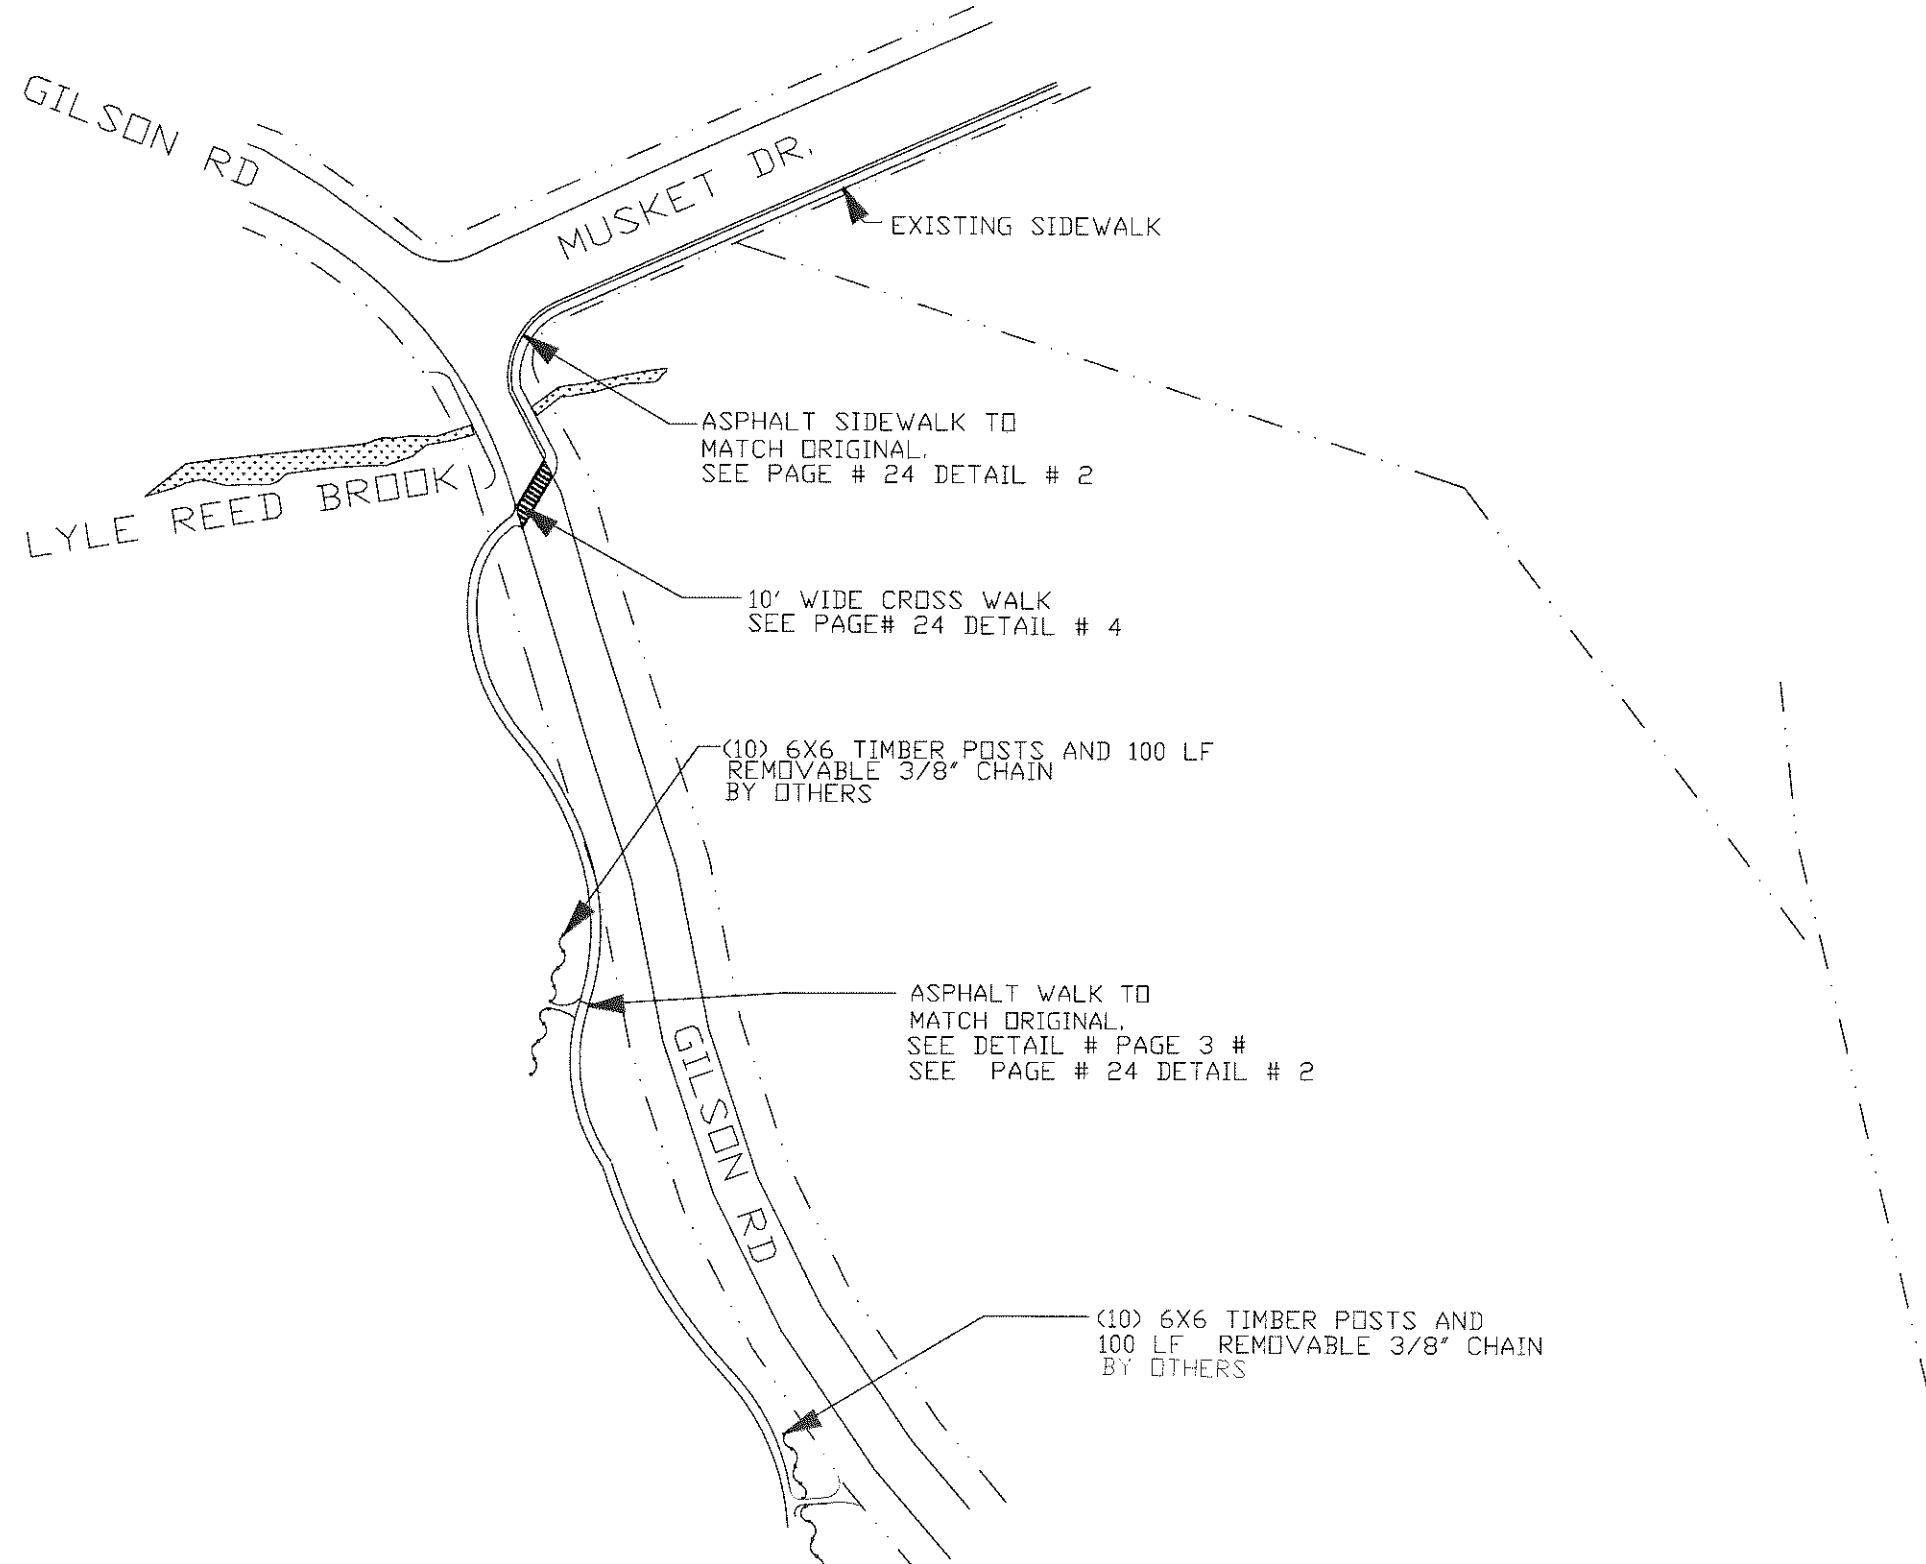 GILSON RD
MUSKET DR.
EXISTING SIDEWALK
ASPHALT SIDEWALK TO
MATCH ORIGINAL.
SEE PAGE # 24 DETAIL # 2
LYLE REED BROOK
10' WIDE CROSS WALK
SEE PAGE# 24 DETAIL # 4
(10) 6X6 TIMBER POSTS AND 100 LF
REMOVABLE 3/8" CHAIN
BY OTHERS
ASPHALT WALK TO
MATCH ORIGINAL.
SEE DETAIL # PAGE 3 #
SEE PAGE # 24 DETAIL # 2
GILSON RD
(10) 6X6 TIMBER POSTS AND
100 LF REMOVABLE 3/8" CHAIN
BY OTHERS